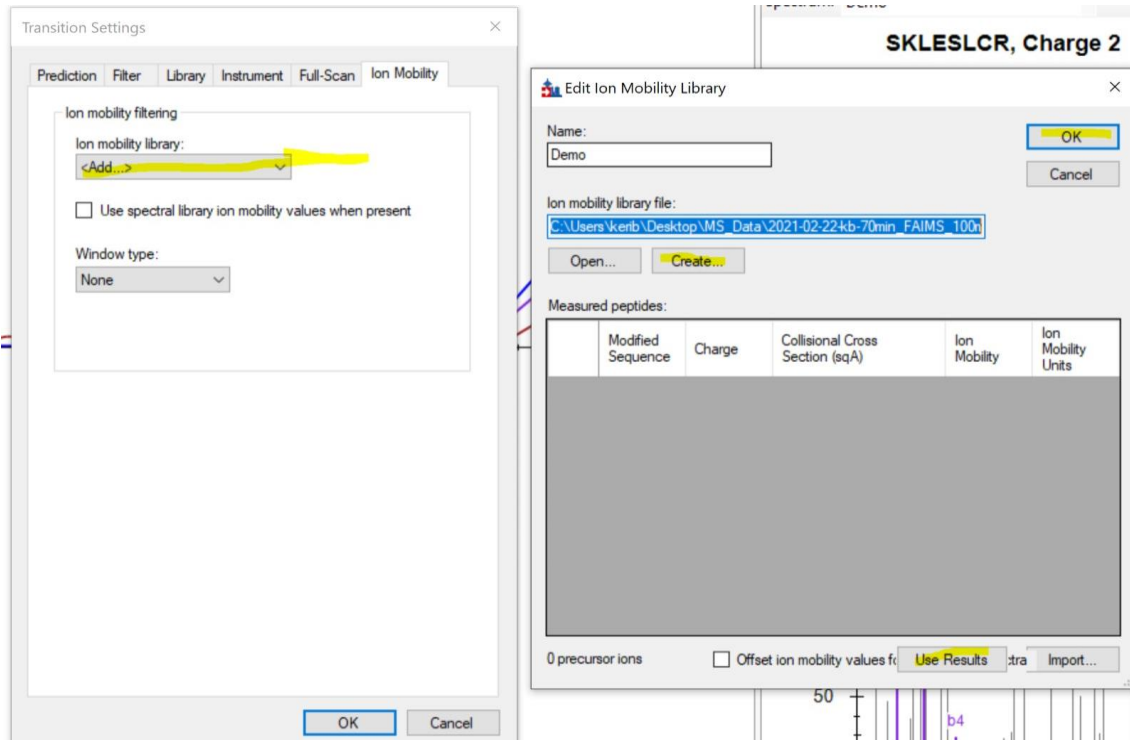 Demo
SKLESLCR, Charge 2
Transition Settings
Prediction Filter Library Instrument Full-Scan Ion Mobility
Ion mobility filtering
Ion mobility library:
<Add...>
Use spectral library ion mobility values when present
Window type:
None
OK Cancel
Edit Ion Mobility Library
Name:
Demo
OK
Cancel
Ion mobility library file:
C:\Users\kerib\Desktop\MS_Data\2021-02-22-kb-70min_FAIMS_100n
Open... Create...
Measured peptides:
Modified Sequence Charge Collisional Cross Section (sqA) Ion Mobility Ion Mobility Units
0 precursor ions Offset ion mobility values Use Results Import...
50
b4